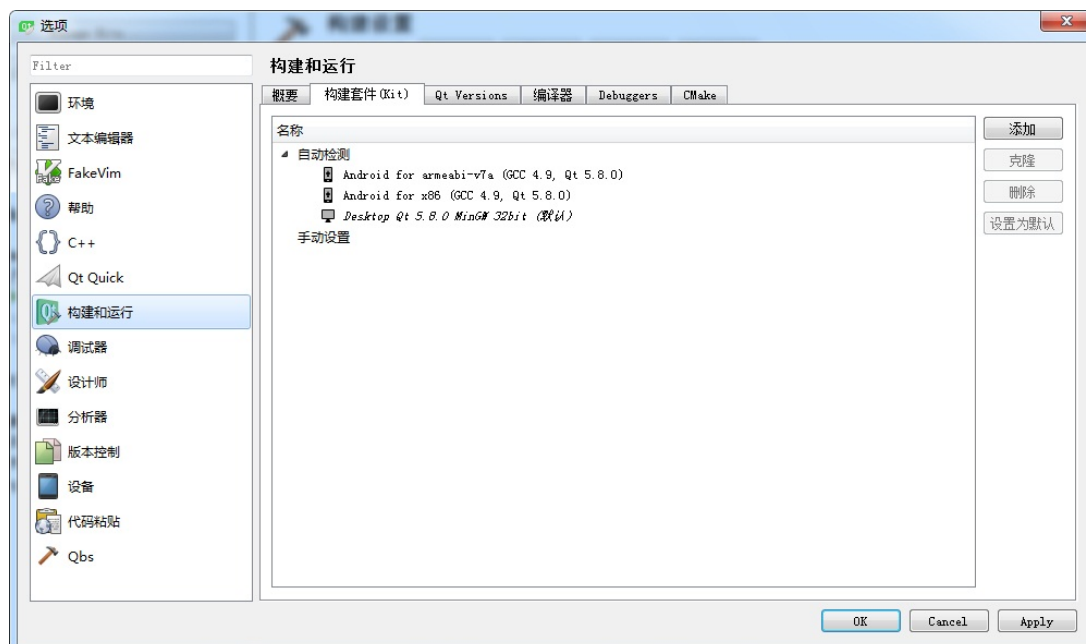 选项
构建设置
Filter
环境
文本编辑器
FakeVim
帮助
C++
Qt Quick
构建和运行
调试器
设计师
分析器
版本控制
设备
代码粘贴
Qbs
构建和运行
概要 构建套件(Kit) Qt Versions 编译器 Debuggers CMake
名称
自动检测
Android for armeabi-v7a (GCC 4.9, Qt 5.8.0)
Android for x86 (GCC 4.9, Qt 5.8.0)
Desktop Qt 5.8.0 MinGW 32bit (默认)
手动设置
添加
克隆
删除
设置为默认
OK Cancel Apply